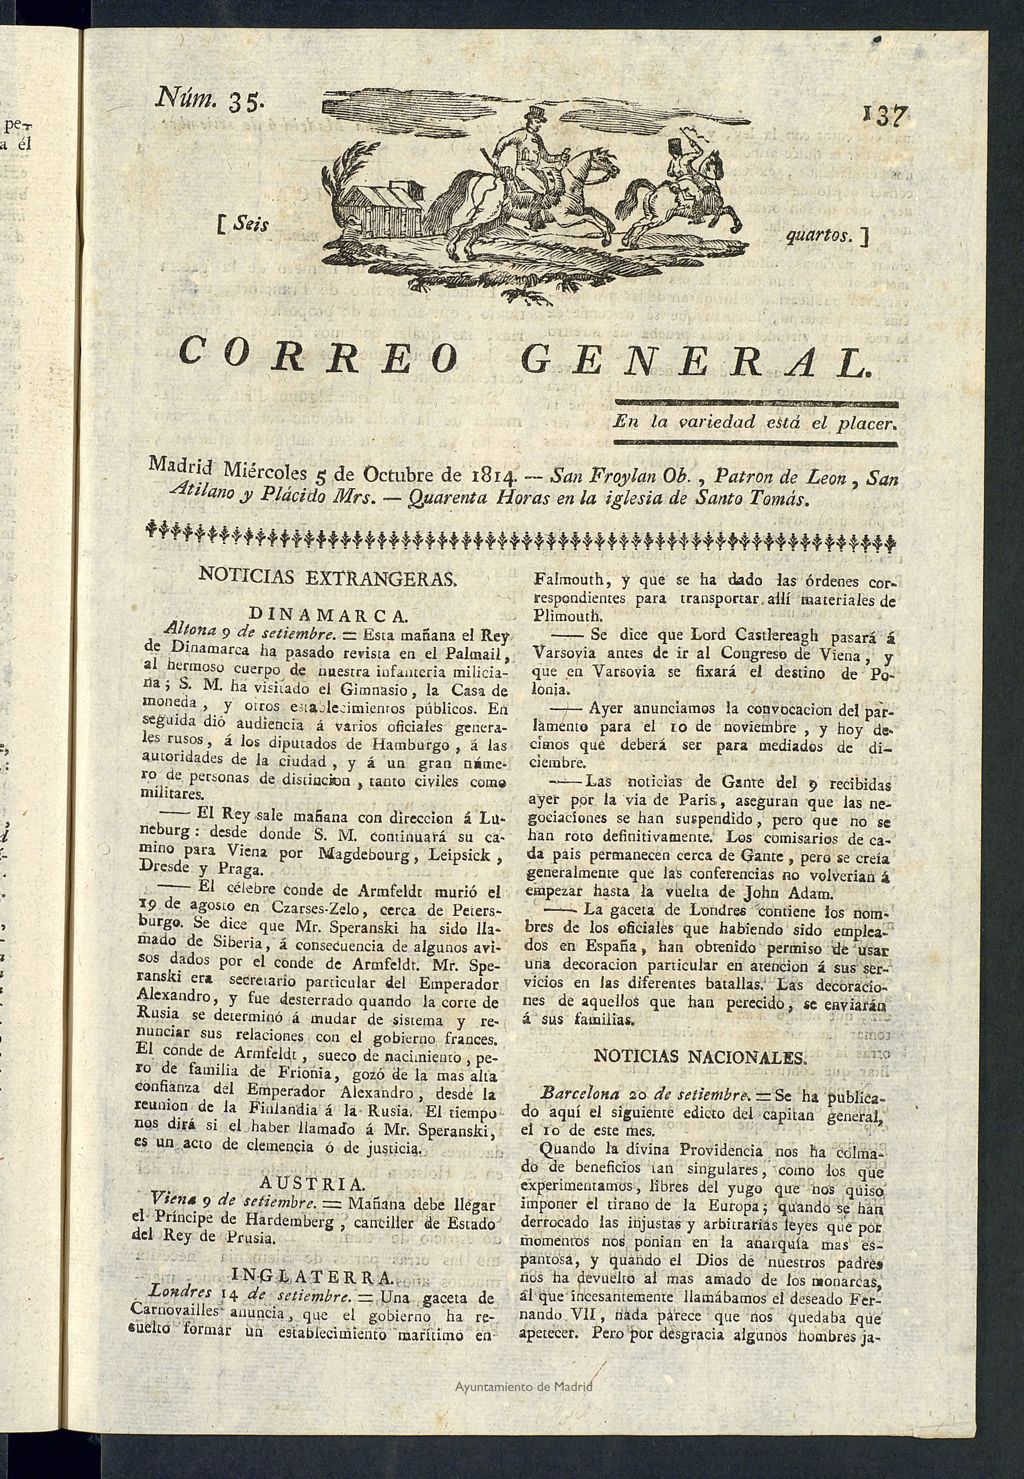 pe-
a él
Núm. 35.
137
[ Seis
quartos. ]
CORREO GENERAL.
En la variedad está el placer.
Madrid Miércoles 5 de Octubre de 1814. — San Froylan Ob., Patron de Leon, San
Atilano y Plácido Mrs. — Quarenta Horas en la iglesia de Santo Tomás.
NOTICIAS EXTRANGERAS.
DINAMARCA.
Altona 9 de setiembre. = Esta mañana el Rey
de Dinamarca ha pasado revista en el Palmail,
al hermoso cuerpo de nuestra infanteria milicia-
na; S. M. ha visitado el Gimnasio, la Casa de
moneda, y otros establecimientos públicos. En
seguida dió audiencia á varios oficiales genera-
les rusos, á los diputados de Hamburgo, á las
autoridades de la ciudad, y á un gran núme-
ro de personas de distincion, tanto civiles como
militares.
—— El Rey sale mañana con direccion á Lu-
neburg: desde donde S. M. continuará su ca-
mino para Viena por Magdebourg, Leipsick,
Dresde y Praga.
—— El célebre conde de Armfeldt murió el
19 de agosto en Czarses-Zelo, cerca de Peters-
burgo. Se dice que Mr. Speranski ha sido lla-
mado de Siberia, á consecuencia de algunos avi-
sos dados por el conde de Armfeldt. Mr. Spe-
ranski era secretario particular del Emperador
Alexandro, y fue desterrado quando la corte de
Rusia se determinó á mudar de sistema y re-
nunciar sus relaciones con el gobierno frances.
El conde de Armfeldt, sueco de nacimiento, pe-
ro de familia de Frionia, gozó de la mas alta
confianza del Emperador Alexandro, desde la
reunion de la Finlandia á la Rusia. El tiempo
nos dirá si el haber llamado á Mr. Speranski,
es un acto de clemencia ó de justicia.
AUSTRIA.
Viena 9 de setiembre. = Mañana debe llegar
el Príncipe de Hardemberg, canciller de Estado
del Rey de Prusia.
INGLATERRA.
Londres 14 de setiembre. = Una gaceta de
Carnovailles anuncia, que el gobierno ha re-
suelto formar un establecimiento marítimo en
Falmouth, y que se ha dado las órdenes cor-
respondientes para transportar allí materiales de
Plimouth.
—— Se dice que Lord Castlereagh pasará á
Varsovia antes de ir al Congreso de Viena, y
que en Varsovia se fixará el destino de Po-
lonia.
—— Ayer anunciamos la convocacion del par-
lamento para el 10 de noviembre, y hoy de-
cimos que deberá ser para mediados de di-
ciembre.
—— Las noticias de Gante del 9 recibidas
ayer por la via de Paris, aseguran que las ne-
gociaciones se han suspendido, pero que no se
han roto definitivamente. Los comisarios de ca-
da pais permanecen cerca de Gante, pero se creía
generalmente que las conferencias no volverian á
empezar hasta la vuelta de John Adam.
—— La gaceta de Londres contiene los nom-
bres de los oficiales que habiendo sido emplea-
dos en España, han obtenido permiso de usar
una decoracion particular en atencion á sus ser-
vicios en las diferentes batallas. Las decoracio-
nes de aquellos que han perecido, se enviarán
á sus familias.
NOTICIAS NACIONALES.
Barcelona 20 de setiembre. = Se ha publica-
do aquí el siguiente edicto del capitan general,
el 10 de este mes.
Quando la divina Providencia nos ha colma-
do de beneficios tan singulares, como los que
experimentamos, libres del yugo que nos quiso
imponer el tirano de la Europa; quando se han
derrocado las injustas y arbitrarias leyes que por
momentos nos ponian en la anarquía mas es-
pantosa, y quando el Dios de nuestros padres
nos ha devuelto al mas amado de los monarcas,
al que incesantemente llamábamos el deseado Fer-
nando VII, nada parece que nos quedaba que
apetecer. Pero por desgracia algunos hombres ja-
Ayuntamiento de Madrid